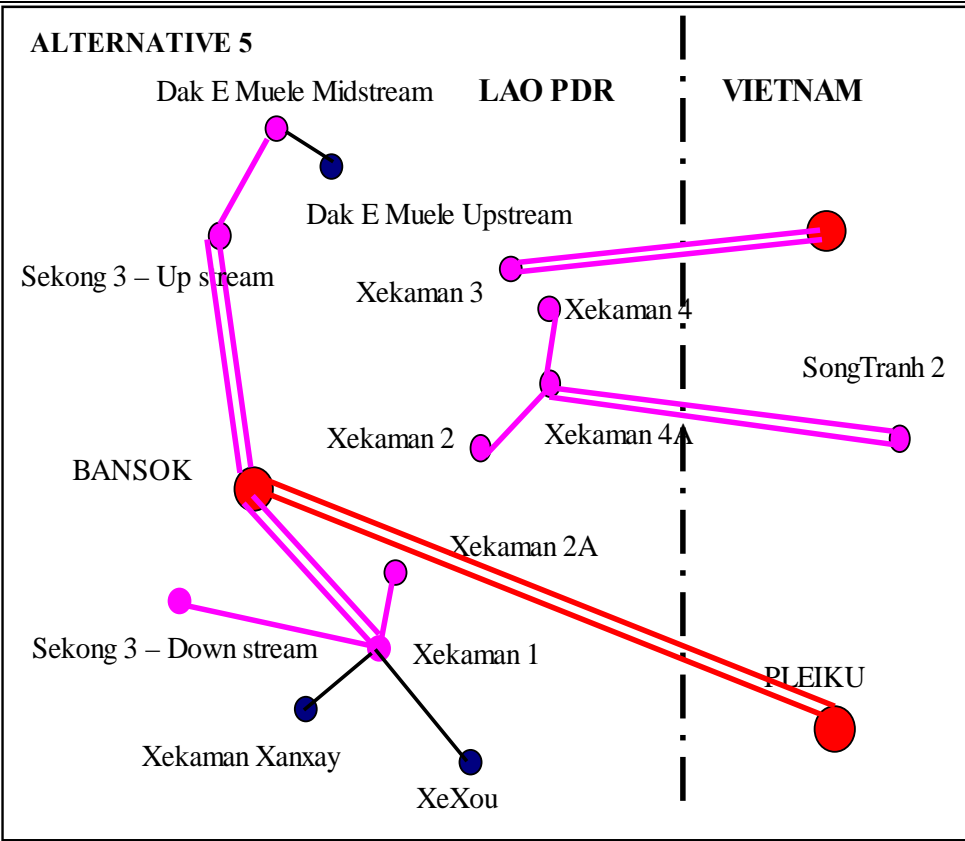 ALTERNATIVE 5
Dak E Muele Midstream
LAO PDR
VIETNAM
Dak E Muele Upstream
Sekong 3 – Up stream
Xekaman 3
Xekaman 4
SongTranh 2
Xekaman 2
Xekaman 4A
BANSOK
Xekaman 2A
Sekong 3 – Down stream
Xekaman 1
PLEIKU
Xekaman Xanxay
XeXou